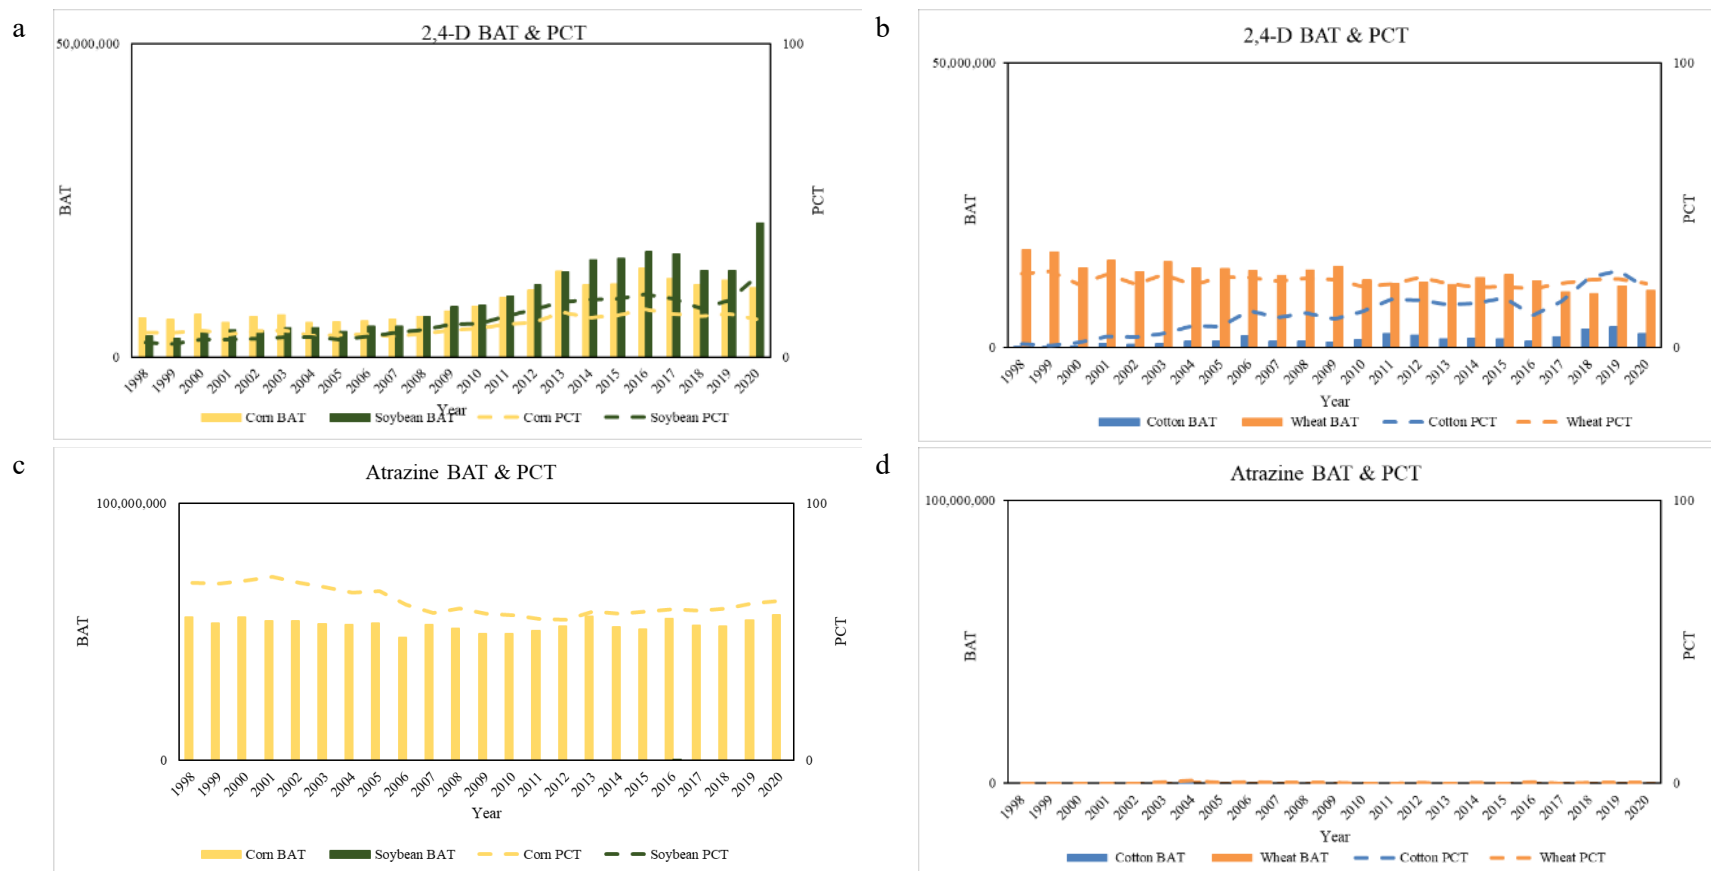 a
2,4-D BAT & PCT
50,000,000
100
BAT
PCT
0
0
1998 1999 2000 2001 2002 2003 2004 2005 2006 2007 2008 2009 2010 2011 2012 2013 2014 2015 2016 2017 2018 2019 2020
Year
Corn BAT Soybean BAT Corn PCT Soybean PCT
b
2,4-D BAT & PCT
50,000,000
100
BAT
PCT
0
0
1998 1999 2000 2001 2002 2003 2004 2005 2006 2007 2008 2009 2010 2011 2012 2013 2014 2015 2016 2017 2018 2019 2020
Year
Cotton BAT Wheat BAT Cotton PCT Wheat PCT
c
Atrazine BAT & PCT
100,000,000
100
BAT
PCT
0
0
1998 1999 2000 2001 2002 2003 2004 2005 2006 2007 2008 2009 2010 2011 2012 2013 2014 2015 2016 2017 2018 2019 2020
Year
Corn BAT Soybean BAT Corn PCT Soybean PCT
d
Atrazine BAT & PCT
100,000,000
100
BAT
PCT
0
0
1998 1999 2000 2001 2002 2003 2004 2005 2006 2007 2008 2009 2010 2011 2012 2013 2014 2015 2016 2017 2018 2019 2020
Year
Cotton BAT Wheat BAT Cotton PCT Wheat PCT